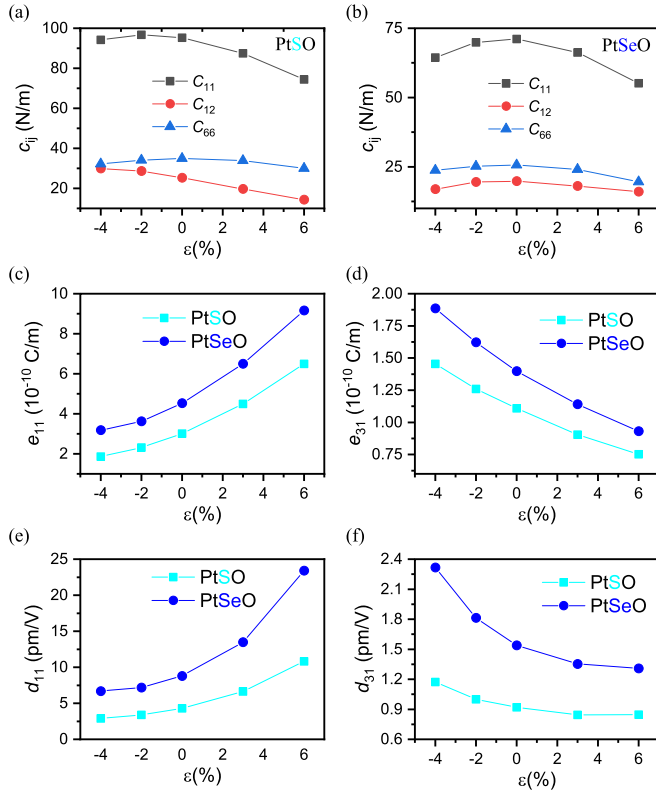 (a)
PtSO
100
80
60
40
20
cij (N/m)
C11
C12
C66
-4 -2 0 2 4 6
ε(%)
(b)
PtSeO
75
50
25
cij (N/m)
C11
C12
C66
-4 -2 0 2 4 6
ε(%)
(c)
10
8
6
4
2
e11 (10-10 C/m)
PtSO
PtSeO
-4 -2 0 2 4 6
ε(%)
(d)
2.00
1.75
1.50
1.25
1.00
0.75
e31 (10-10 C/m)
PtSO
PtSeO
-4 -2 0 2 4 6
ε(%)
(e)
25
20
15
10
5
0
d11 (pm/V)
PtSO
PtSeO
-4 -2 0 2 4 6
ε(%)
(f)
2.4
2.1
1.8
1.5
1.2
0.9
0.6
d31 (pm/V)
PtSO
PtSeO
-4 -2 0 2 4 6
ε(%)